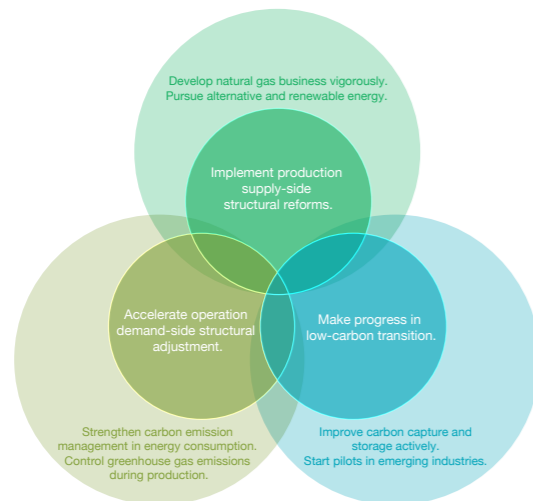 Develop natural gas business vigorously.
Pursue alternative and renewable energy.
Implement production
supply-side
structural reforms.
Accelerate operation
demand-side structural
adjustment.
Make progress in
low-carbon transition.
Strengthen carbon emission
management in energy consumption.
Control greenhouse gas emissions
during production.
Improve carbon capture and
storage actively.
Start pilots in emerging industries.